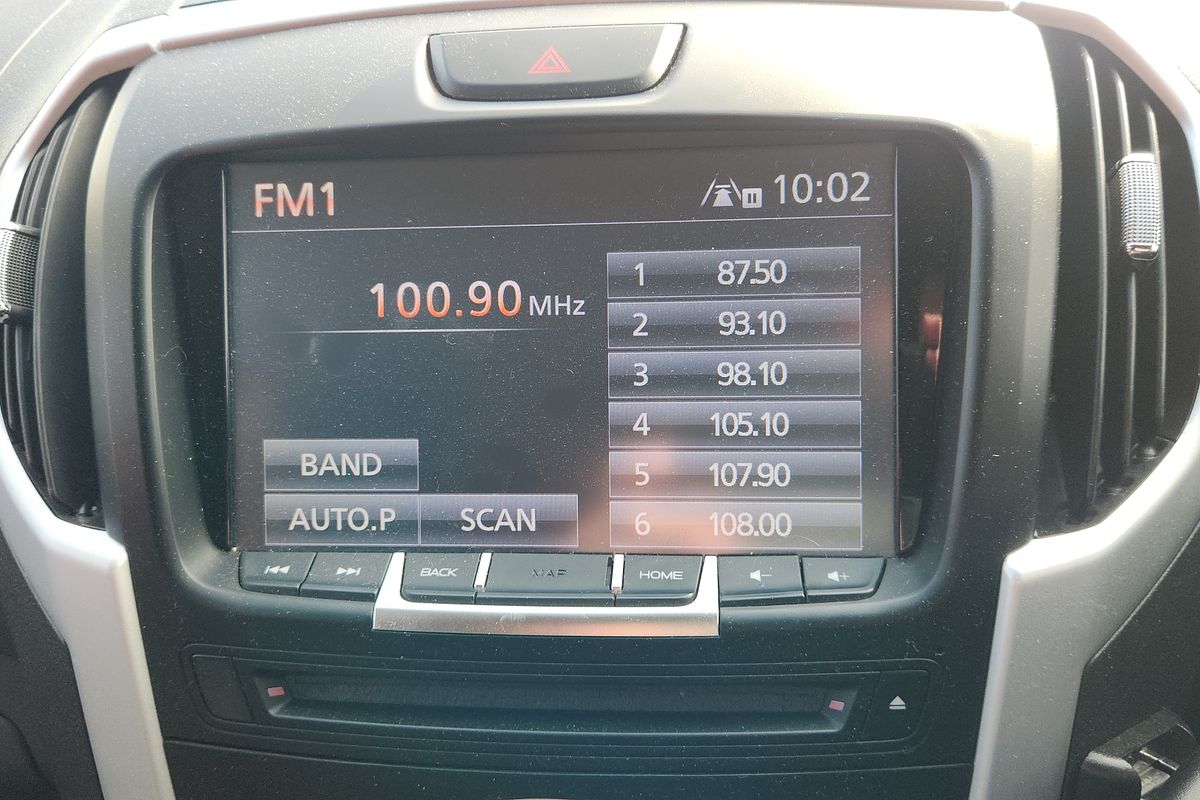 FM1
10:02
100.90 MHz
1 87.50
2 93.10
3 98.10
4 105.10
5 107.90
6 108.00
BAND
AUTO.P SCAN
BACK MAP HOME